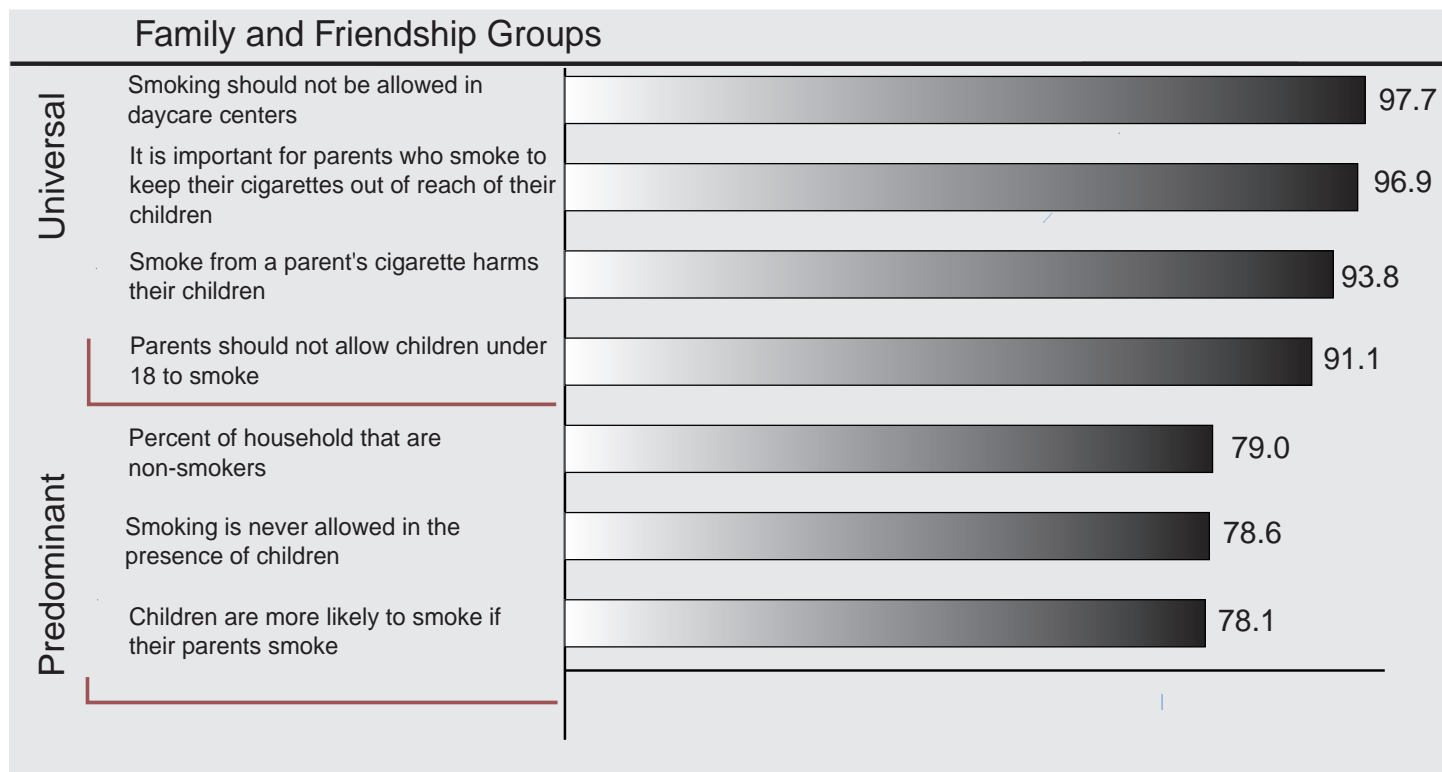 Family and Friendship Groups
Universal
Smoking should not be allowed in
daycare centers
97.7
It is important for parents who smoke to
keep their cigarettes out of reach of their
children
96.9
Smoke from a parent's cigarette harms
their children
93.8
Parents should not allow children under
18 to smoke
91.1
Predominant
Percent of household that are
non-smokers
79.0
Smoking is never allowed in the
presence of children
78.6
Children are more likely to smoke if
their parents smoke
78.1